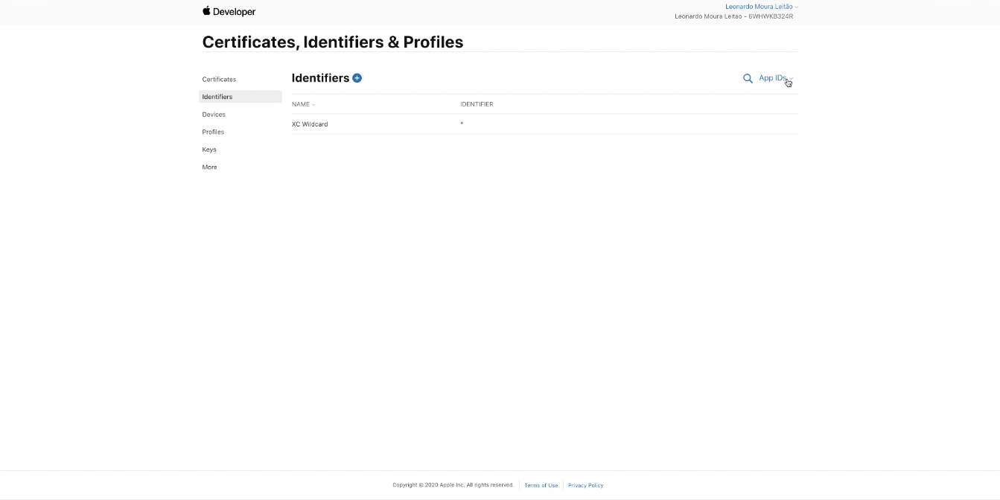 Developer
Leonardo Moura Leitão
Leonardo Moura Leitao - 6WHWKB324R
Certificates, Identifiers & Profiles
Certificates
Identifiers
Devices
Profiles
Keys
More
Identifiers
App IDs
NAME IDENTIFIER
XC Wildcard *
Copyright © 2020 Apple Inc. All rights reserved. Terms of Use Privacy Policy